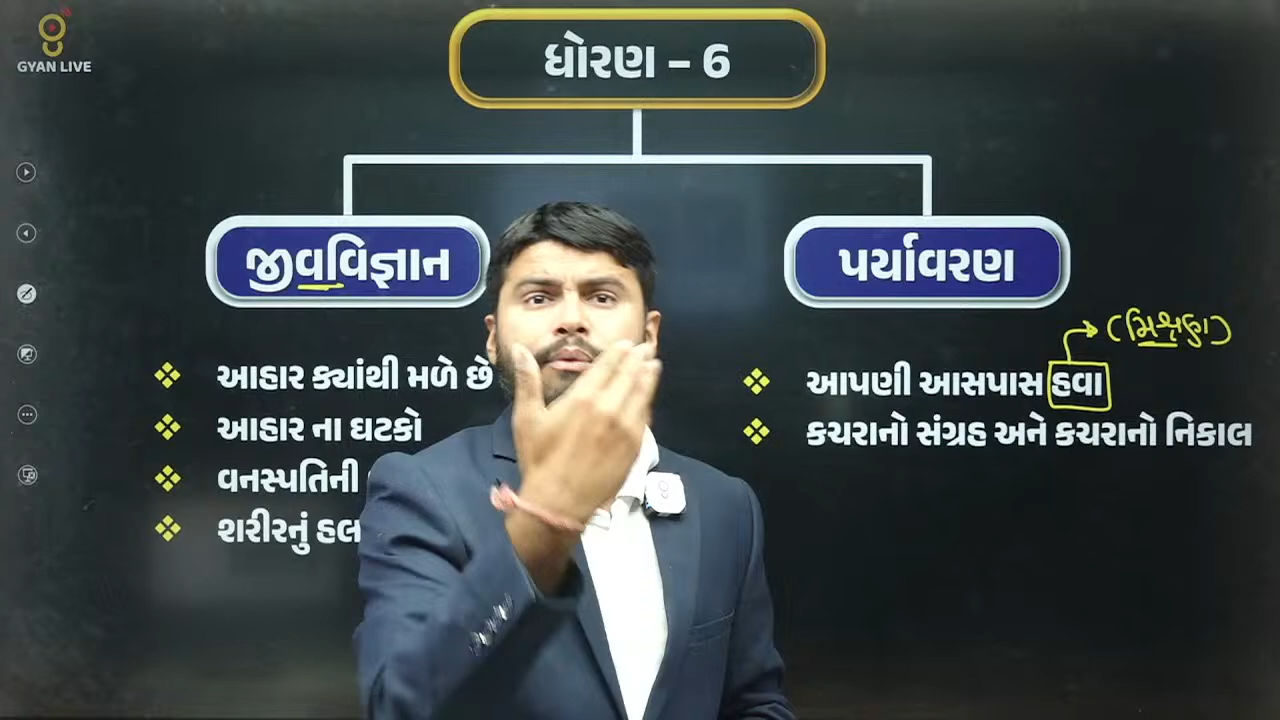 GYAN LIVE
ધોરણ – 6
જીવવિજ્ઞાન
આહાર ક્યાંથી મળે છે
આહાર ના ઘટકો
વનસ્પતિની
શરીરનું
પર્યાવરણ
(મિશ્રણ)
આપણી આસપાસ હવા
કચરાનો સંગ્રહ અને કચરાનો નિકાલ